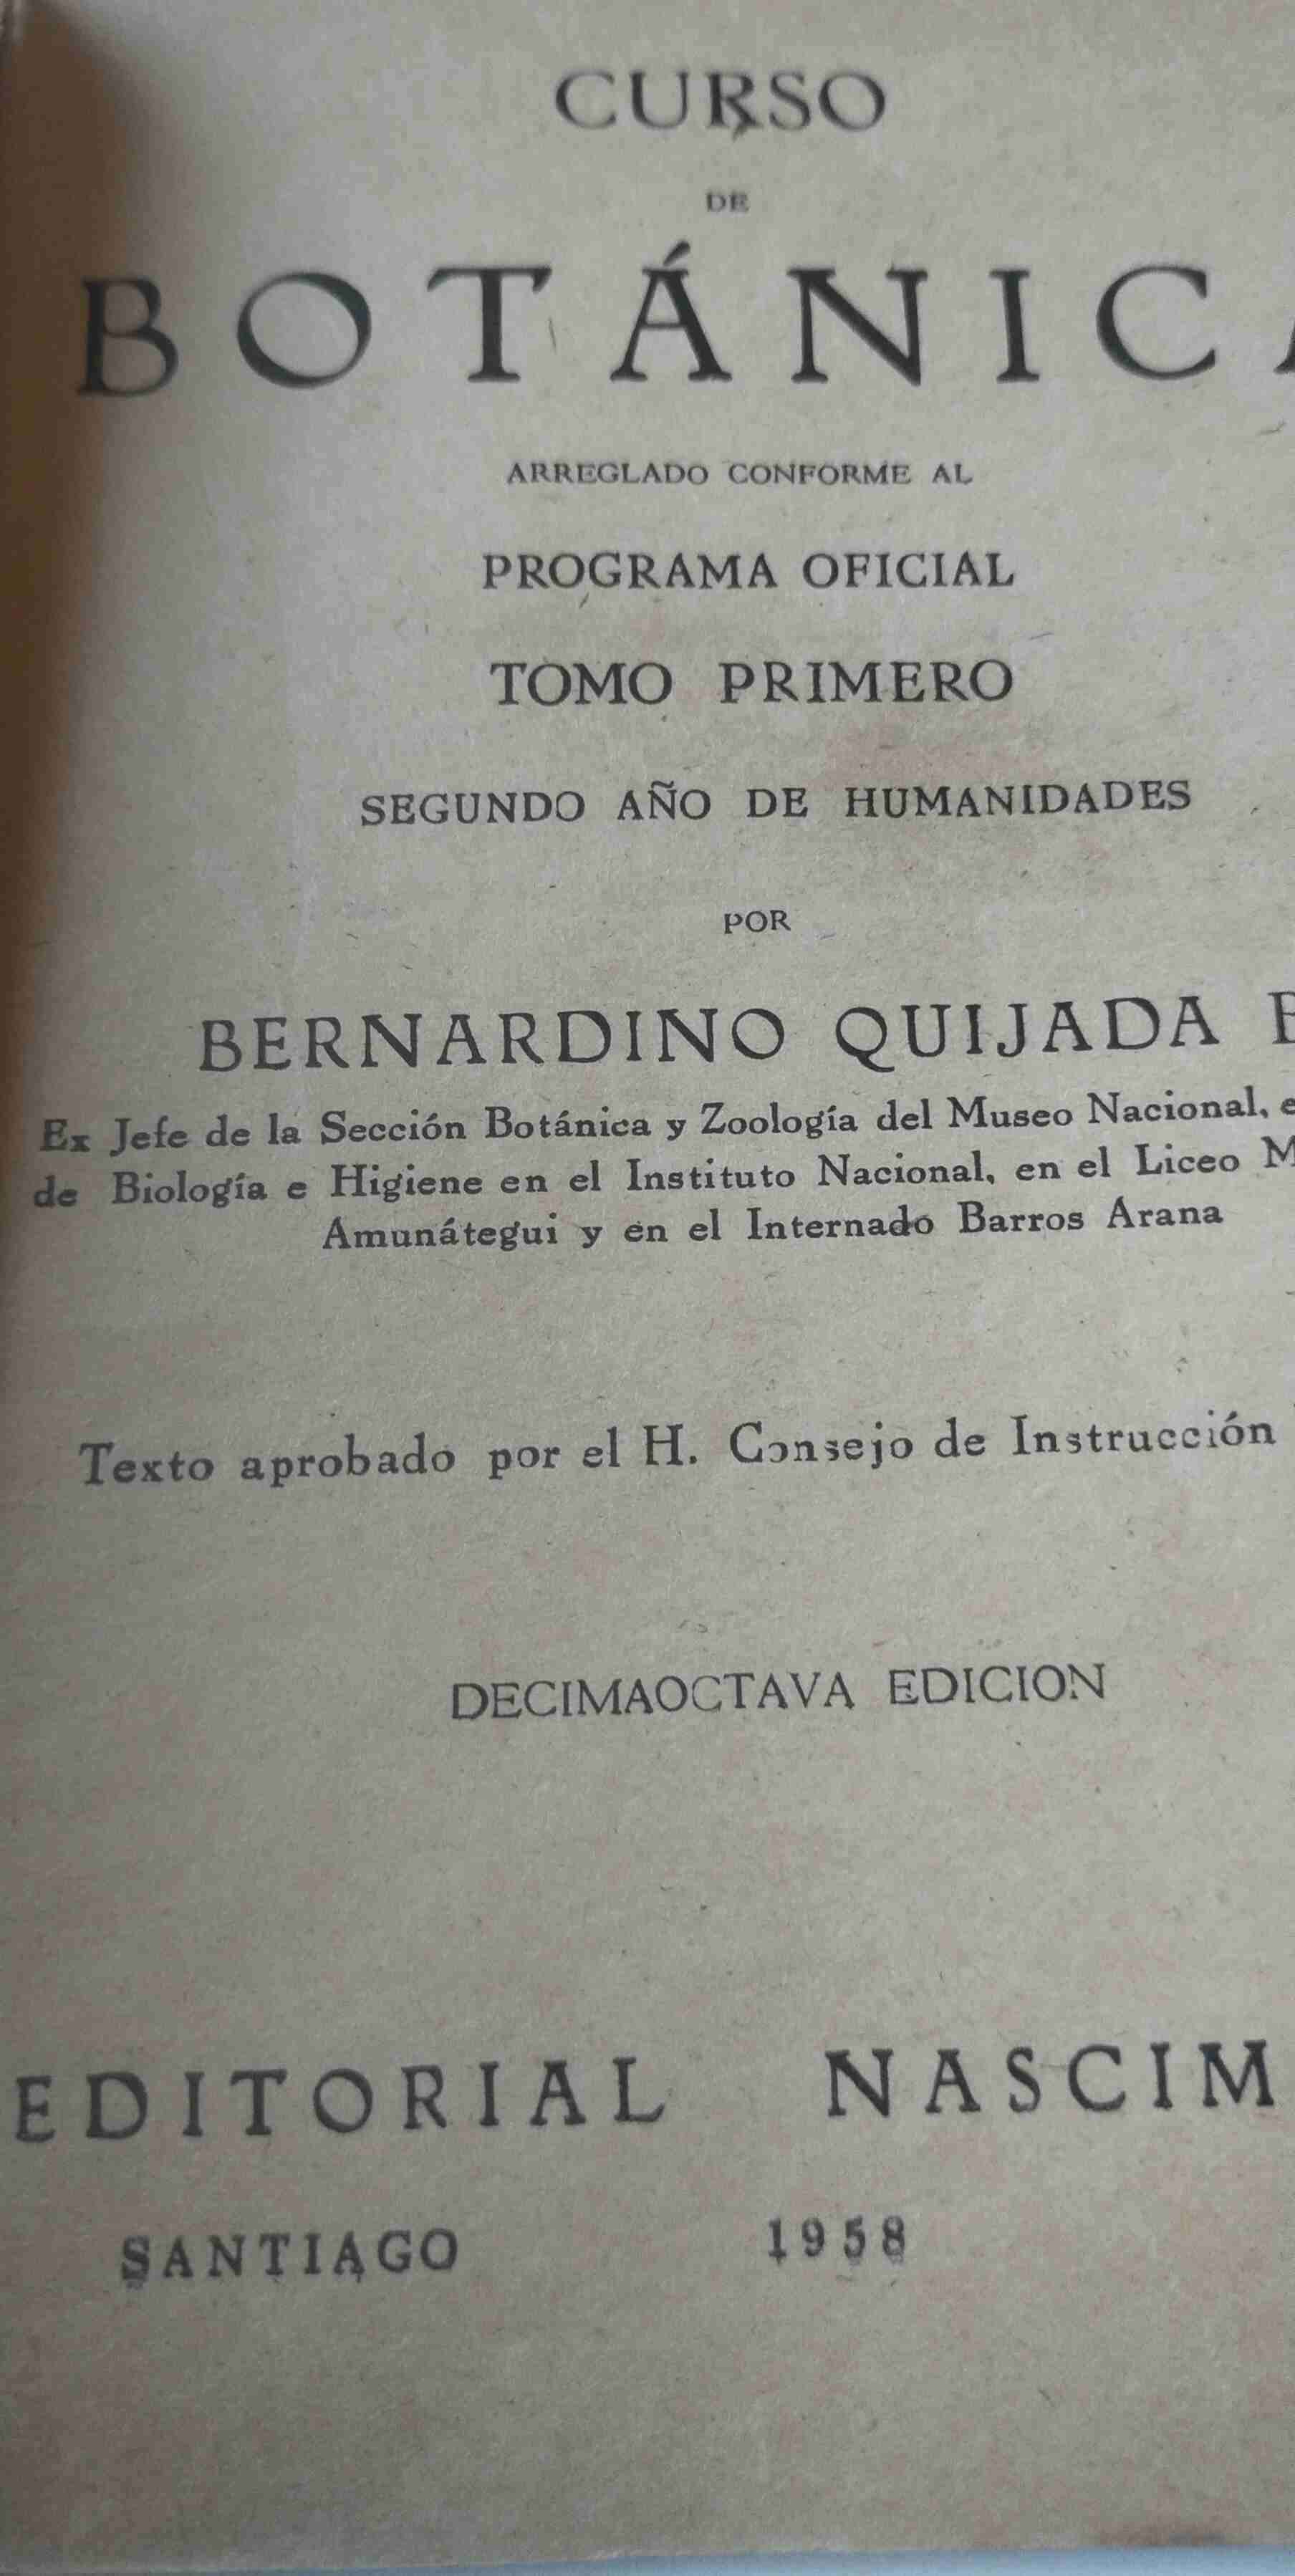 CURSO
DE
BOTÁNICA
ARREGLADO CONFORME AL
PROGRAMA OFICIAL
TOMO PRIMERO
SEGUNDO AÑO DE HUMANIDADES
POR
BERNARDINO QUIJADA
Ex Jefe de la Sección Botánica y Zoología del Museo Nacional,
de Biología e Higiene en el Instituto Nacional, en el Liceo
Amunátegui y en el Internado Barros Arana
Texto aprobado por el H. Consejo de Instrucción
DECIMAOCTAVA EDICION
EDITORIAL NASCIM
SANTIAGO 1958